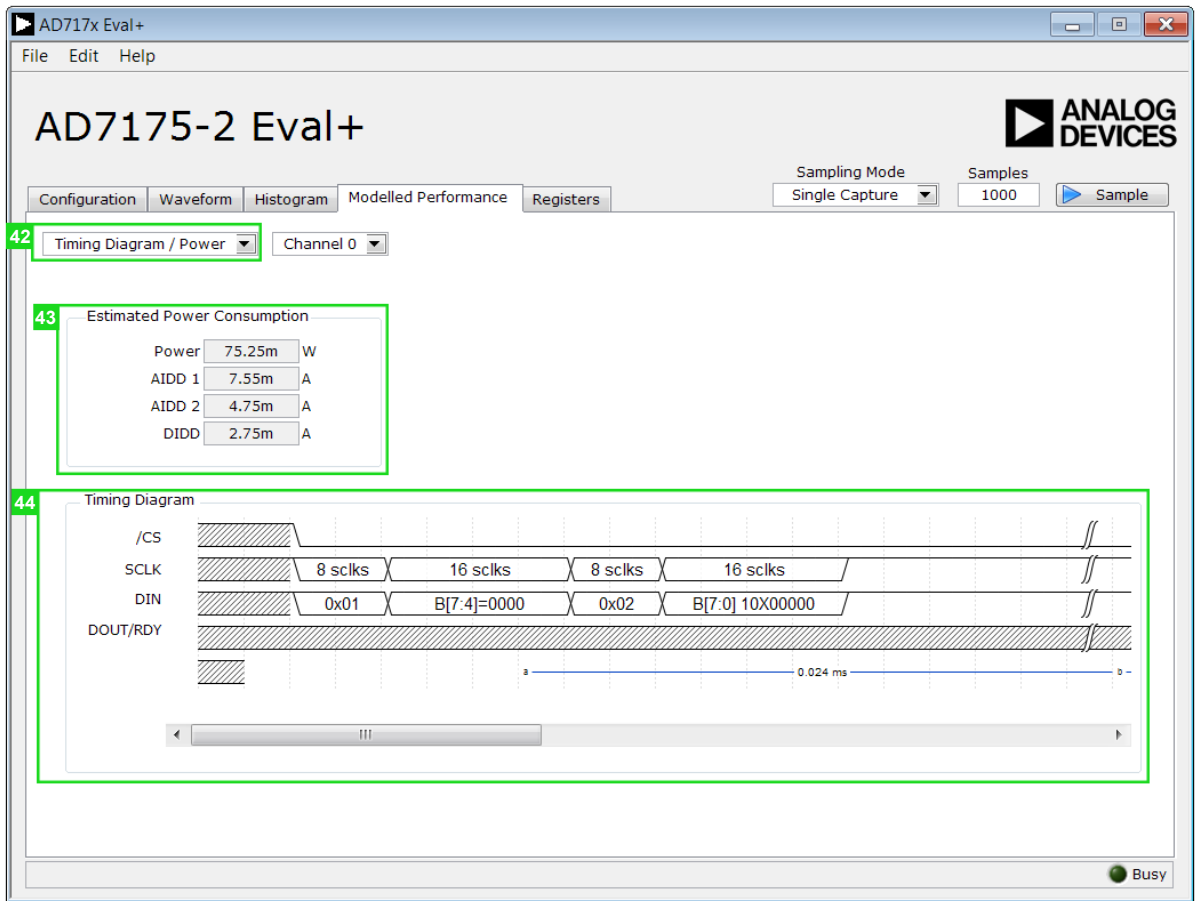 AD717x Eval+
File Edit Help
AD7175-2 Eval+
ANALOG
DEVICES
Sampling Mode
Samples
Configuration Waveform Histogram Modelled Performance Registers
Single Capture
1000
Sample
42
Timing Diagram / Power
Channel 0
43
Estimated Power Consumption
Power 75.25m W
AIDD 1 7.55m A
AIDD 2 4.75m A
DIDD 2.75m A
44
Timing Diagram
/CS
SCLK 8 sclks 16 sclks 8 sclks 16 sclks
DIN 0x01 B[7:4]=0000 0x02 B[7:0] 10X00000
DOUT/RDY
a 0.024 ms b
Busy